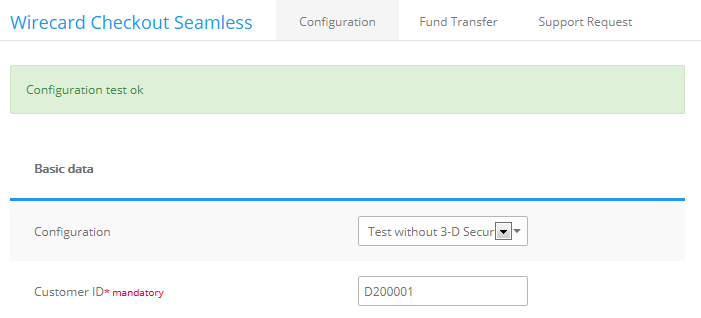 Wirecard Checkout Seamless Configuration Fund Transfer Support Request
Configuration test ok
Basic data
Configuration Test without 3-D Secur
Customer ID* mandatory D200001